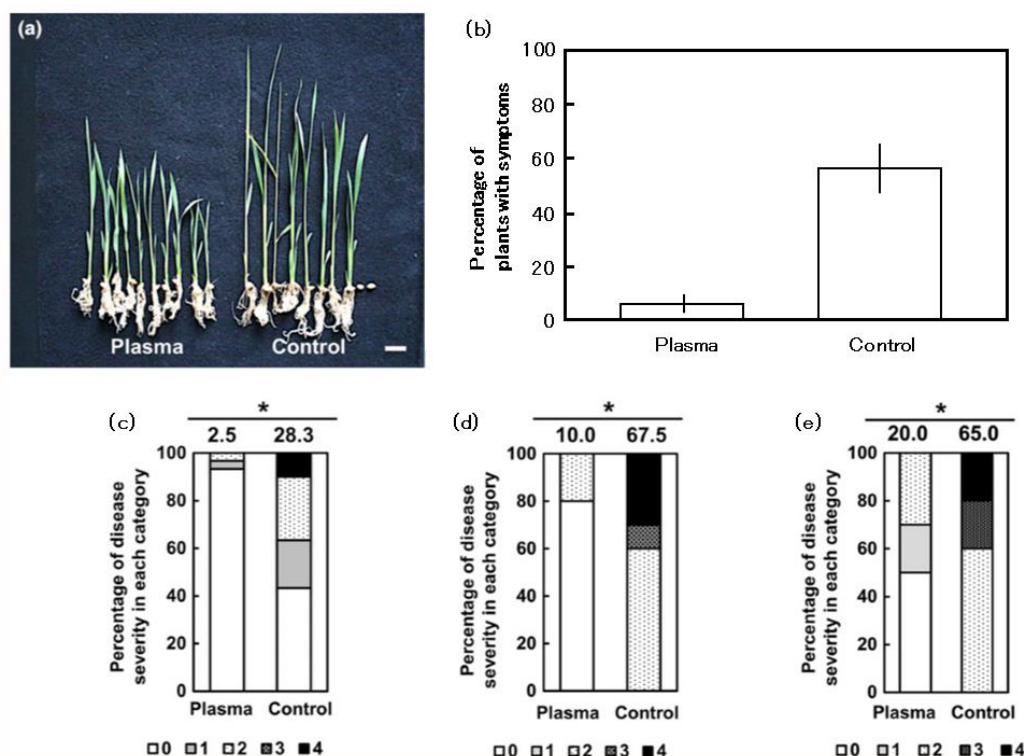 (a)
Plasma Control
(b)
Percentage of
plants with symptoms
100
80
60
40
20
0
Plasma Control
(c)
*
2.5 28.3
Percentage of disease
severity in each category
100
80
60
40
20
0
Plasma Control
0 1 2 3 4
(d)
*
10.0 67.5
Percentage of disease
severity in each category
100
80
60
40
20
0
Plasma Control
0 1 2 3 4
(e)
*
20.0 65.0
Percentage of disease
severity in each category
100
80
60
40
20
0
Plasma Control
0 1 2 3 4